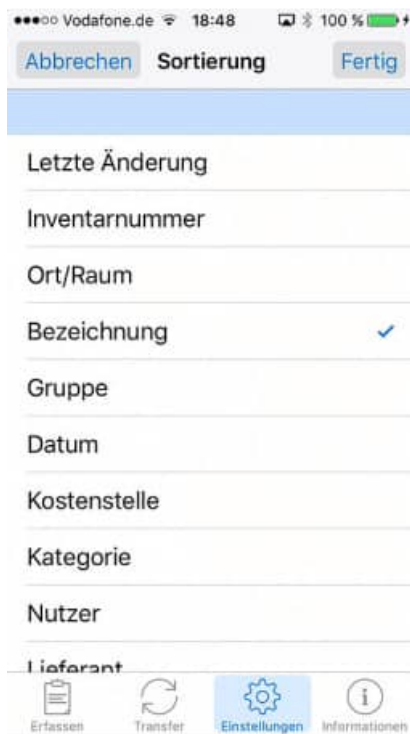 Vodafone.de 18:48 100 %
Abbrechen Sortierung Fertig
Letzte Änderung
Inventarnummer
Ort/Raum
Bezeichnung
Gruppe
Datum
Kostenstelle
Kategorie
Nutzer
Lieferant
Erfassen Transfer Einstellungen Informationen